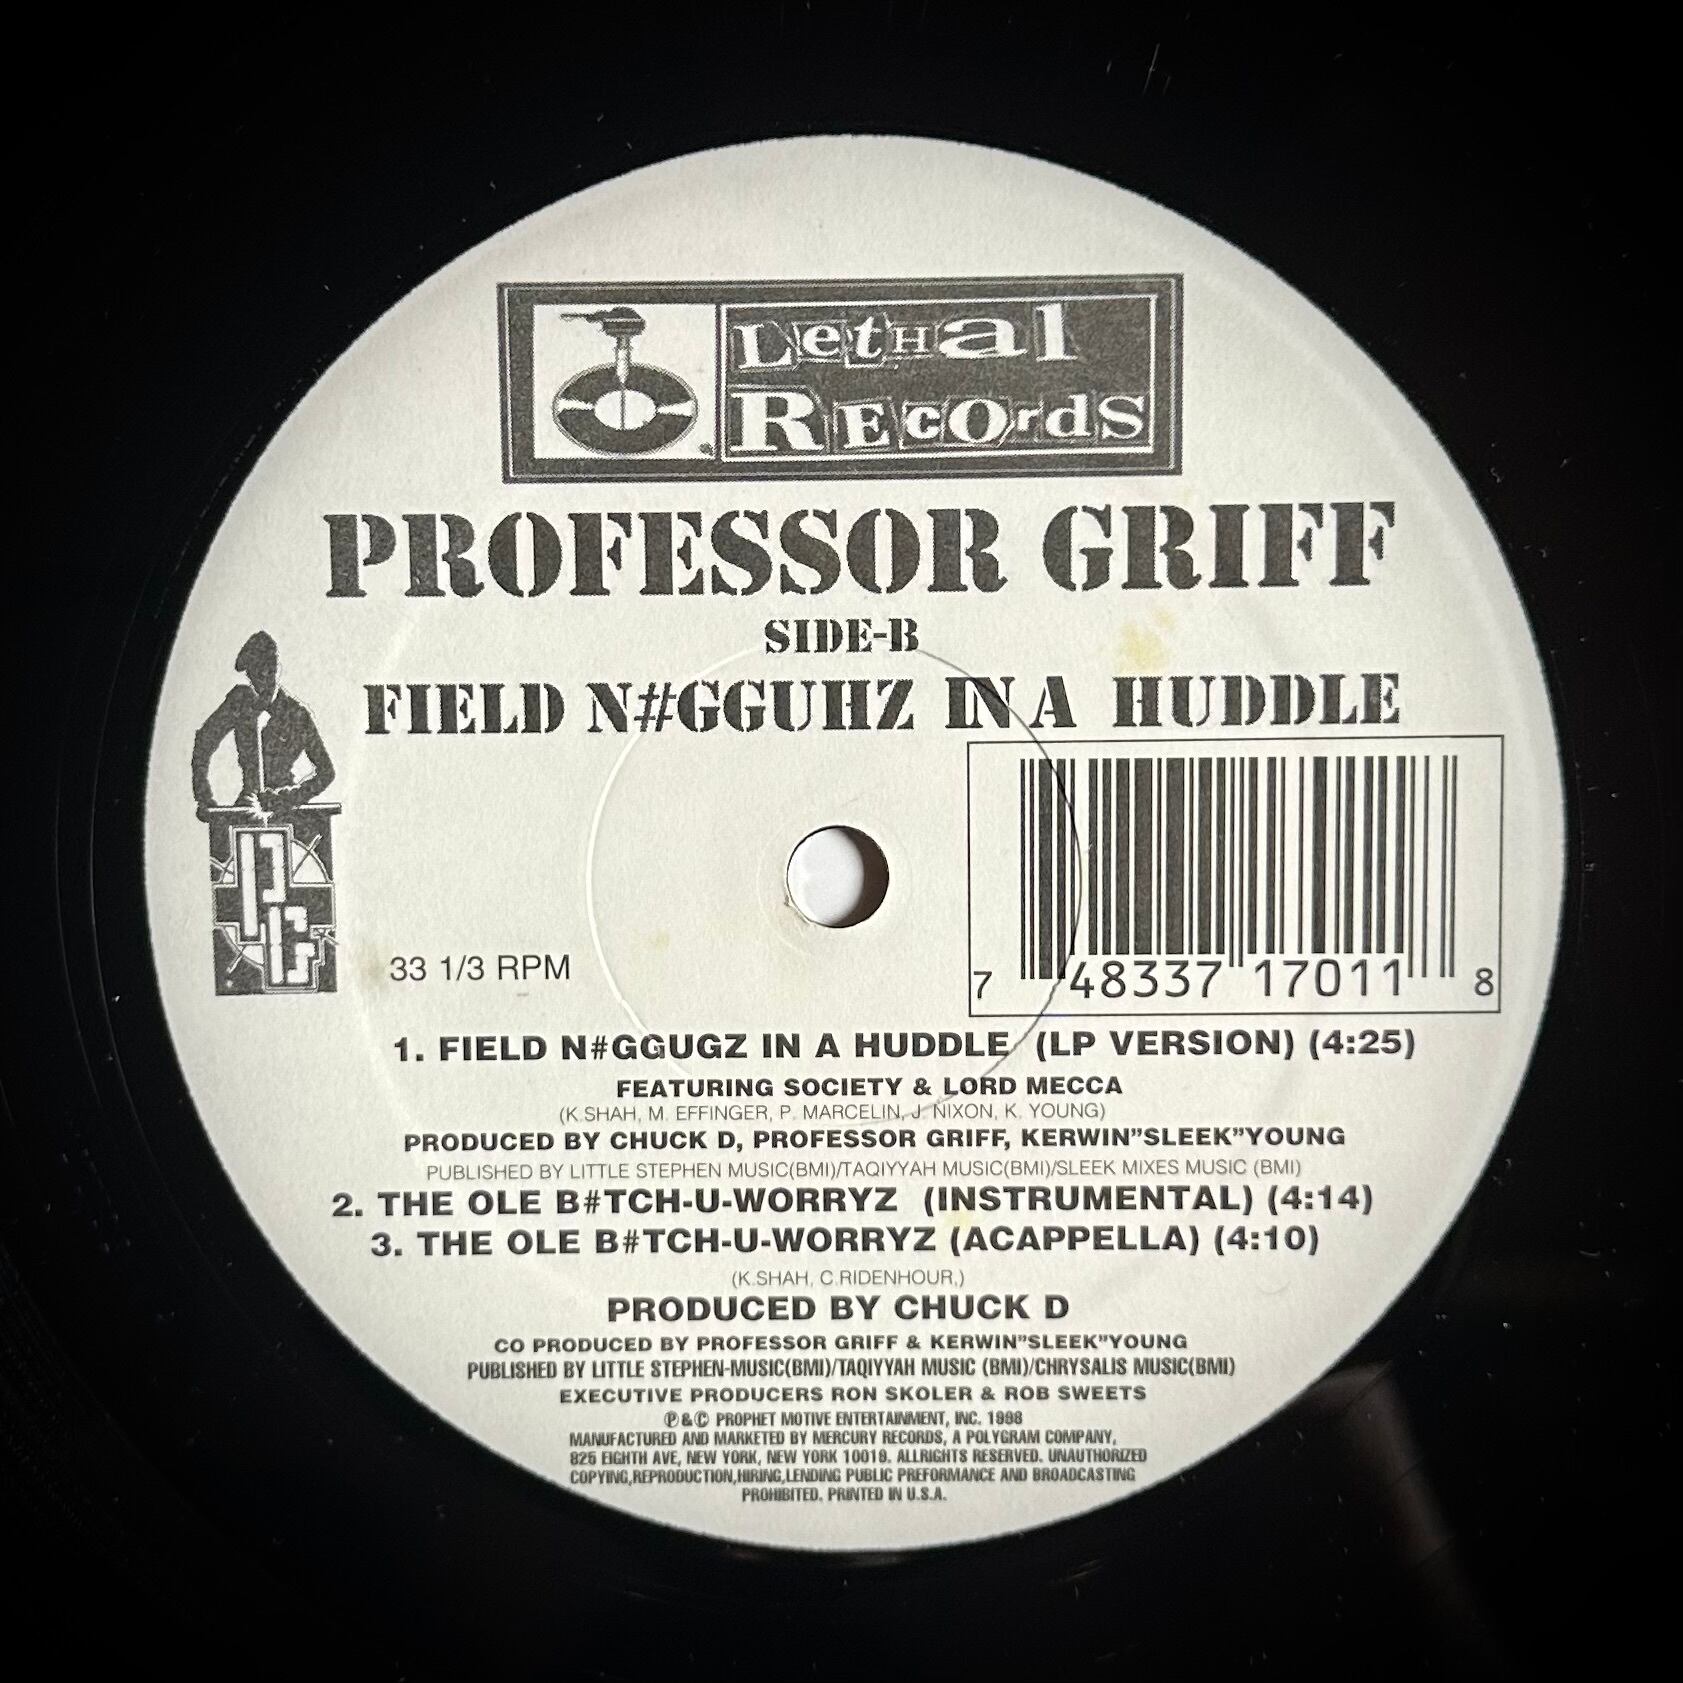 Lethal
Records
PROFESSOR GRIFF
SIDE-B
FIELD N#GGUHZ IN A HUDDLE
PG
33 1/3 RPM
7 48337 17011 8
1. FIELD N#GGUGZ IN A HUDDLE (LP VERSION) (4:25)
FEATURING SOCIETY & LORD MECCA
(K.SHAH, M. EFFINGER, P. MARCELIN, J. NIXON, K. YOUNG)
PRODUCED BY CHUCK D, PROFESSOR GRIFF, KERWIN"SLEEK"YOUNG
PUBLISHED BY LITTLE STEPHEN MUSIC(BMI)/TAQIYYAH MUSIC(BMI)/SLEEK MIXES MUSIC (BMI)
2. THE OLE B#TCH-U-WORRYZ (INSTRUMENTAL) (4:14)
3. THE OLE B#TCH-U-WORRYZ (ACAPPELLA) (4:10)
(K.SHAH, C.RIDENHOUR,)
PRODUCED BY CHUCK D
CO PRODUCED BY PROFESSOR GRIFF & KERWIN"SLEEK"YOUNG
PUBLISHED BY LITTLE STEPHEN-MUSIC(BMI)/TAQIYYAH MUSIC (BMI)/CHRYSALIS MUSIC(BMI)
EXECUTIVE PRODUCERS RON SKOLER & ROB SWEETS
℗ & © PROPHET MOTIVE ENTERTAINMENT, INC. 1998
MANUFACTURED AND MARKETED BY MERCURY RECORDS, A POLYGRAM COMPANY,
825 EIGHTH AVE, NEW YORK, NEW YORK 10019. ALLRIGHTS RESERVED. UNAUTHORIZED
COPYING,REPRODUCTION,HIRING,LENDING PUBLIC PREFORMANCE AND BROADCASTING
PROHIBITED. PRINTED IN U.S.A.